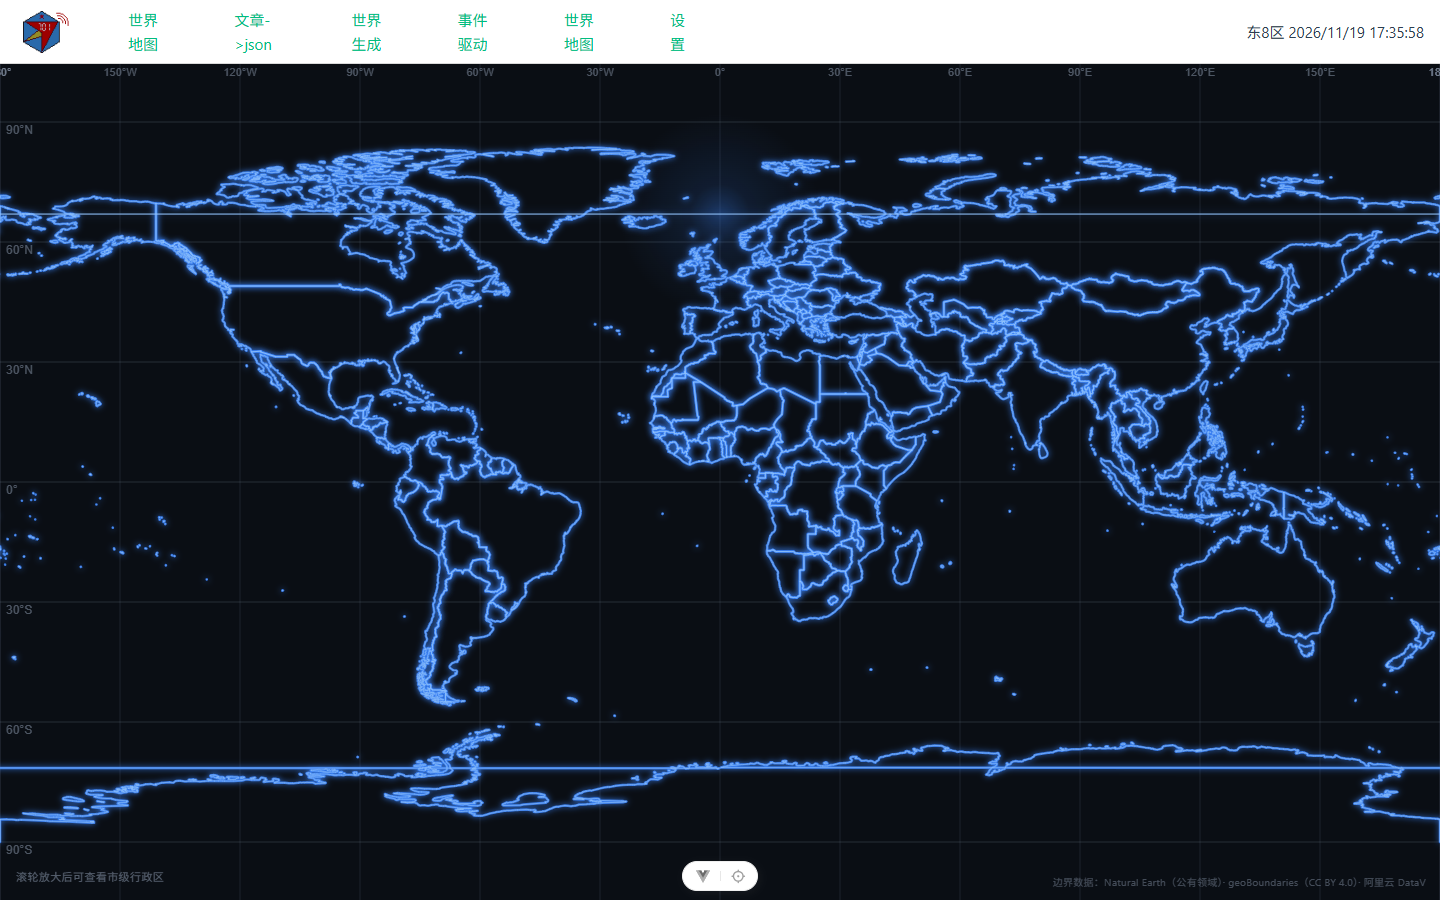 世界
地图
文章-
>json
世界
生成
事件
驱动
世界
地图
设
置
东8区 2026/11/19 17:35:58
0° 150°W 120°W 90°W 60°W 30°W 0° 30°E 60°E 90°E 120°E 150°E 18
90°N
60°N
30°N
0°
30°S
60°S
90°S
滚轮放大后可查看市级行政区
边界数据：Natural Earth（公有领域）· geoBoundaries（CC BY 4.0）· 阿里云 DataV